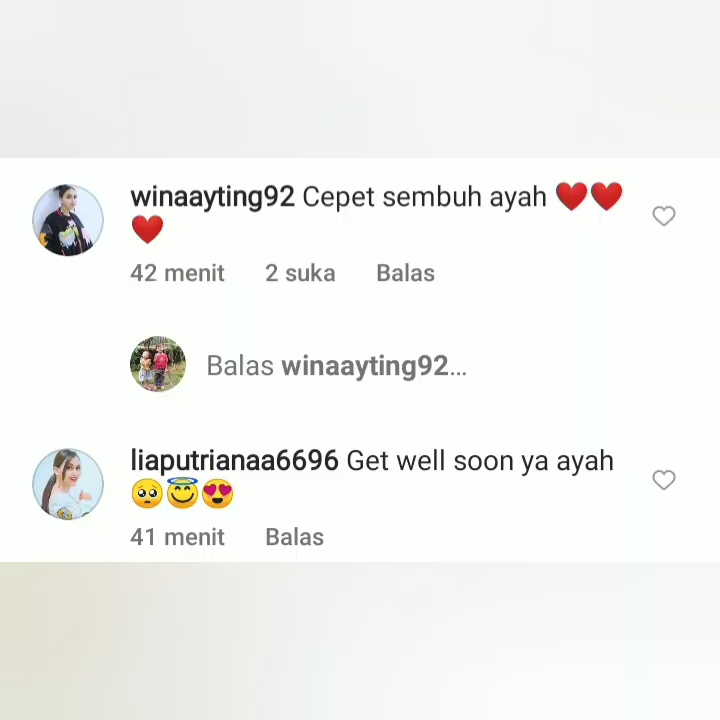 winaayting92 Cepet sembuh ayah ❤️❤️
❤️
42 menit 2 suka Balas
Balas winaayting92...
liaputrianaa6696 Get well soon ya ayah
🥺😇😍
41 menit Balas